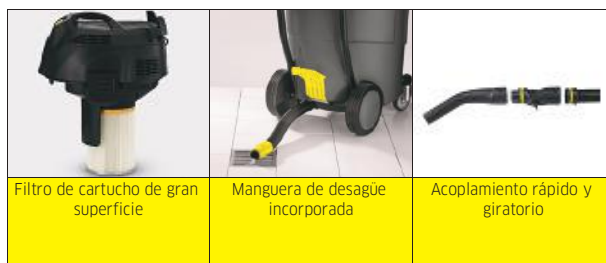 Filtro de cartucho de gran
superficie
Manguera de desagüe
incorporada
Acoplamiento rápido y
giratorio